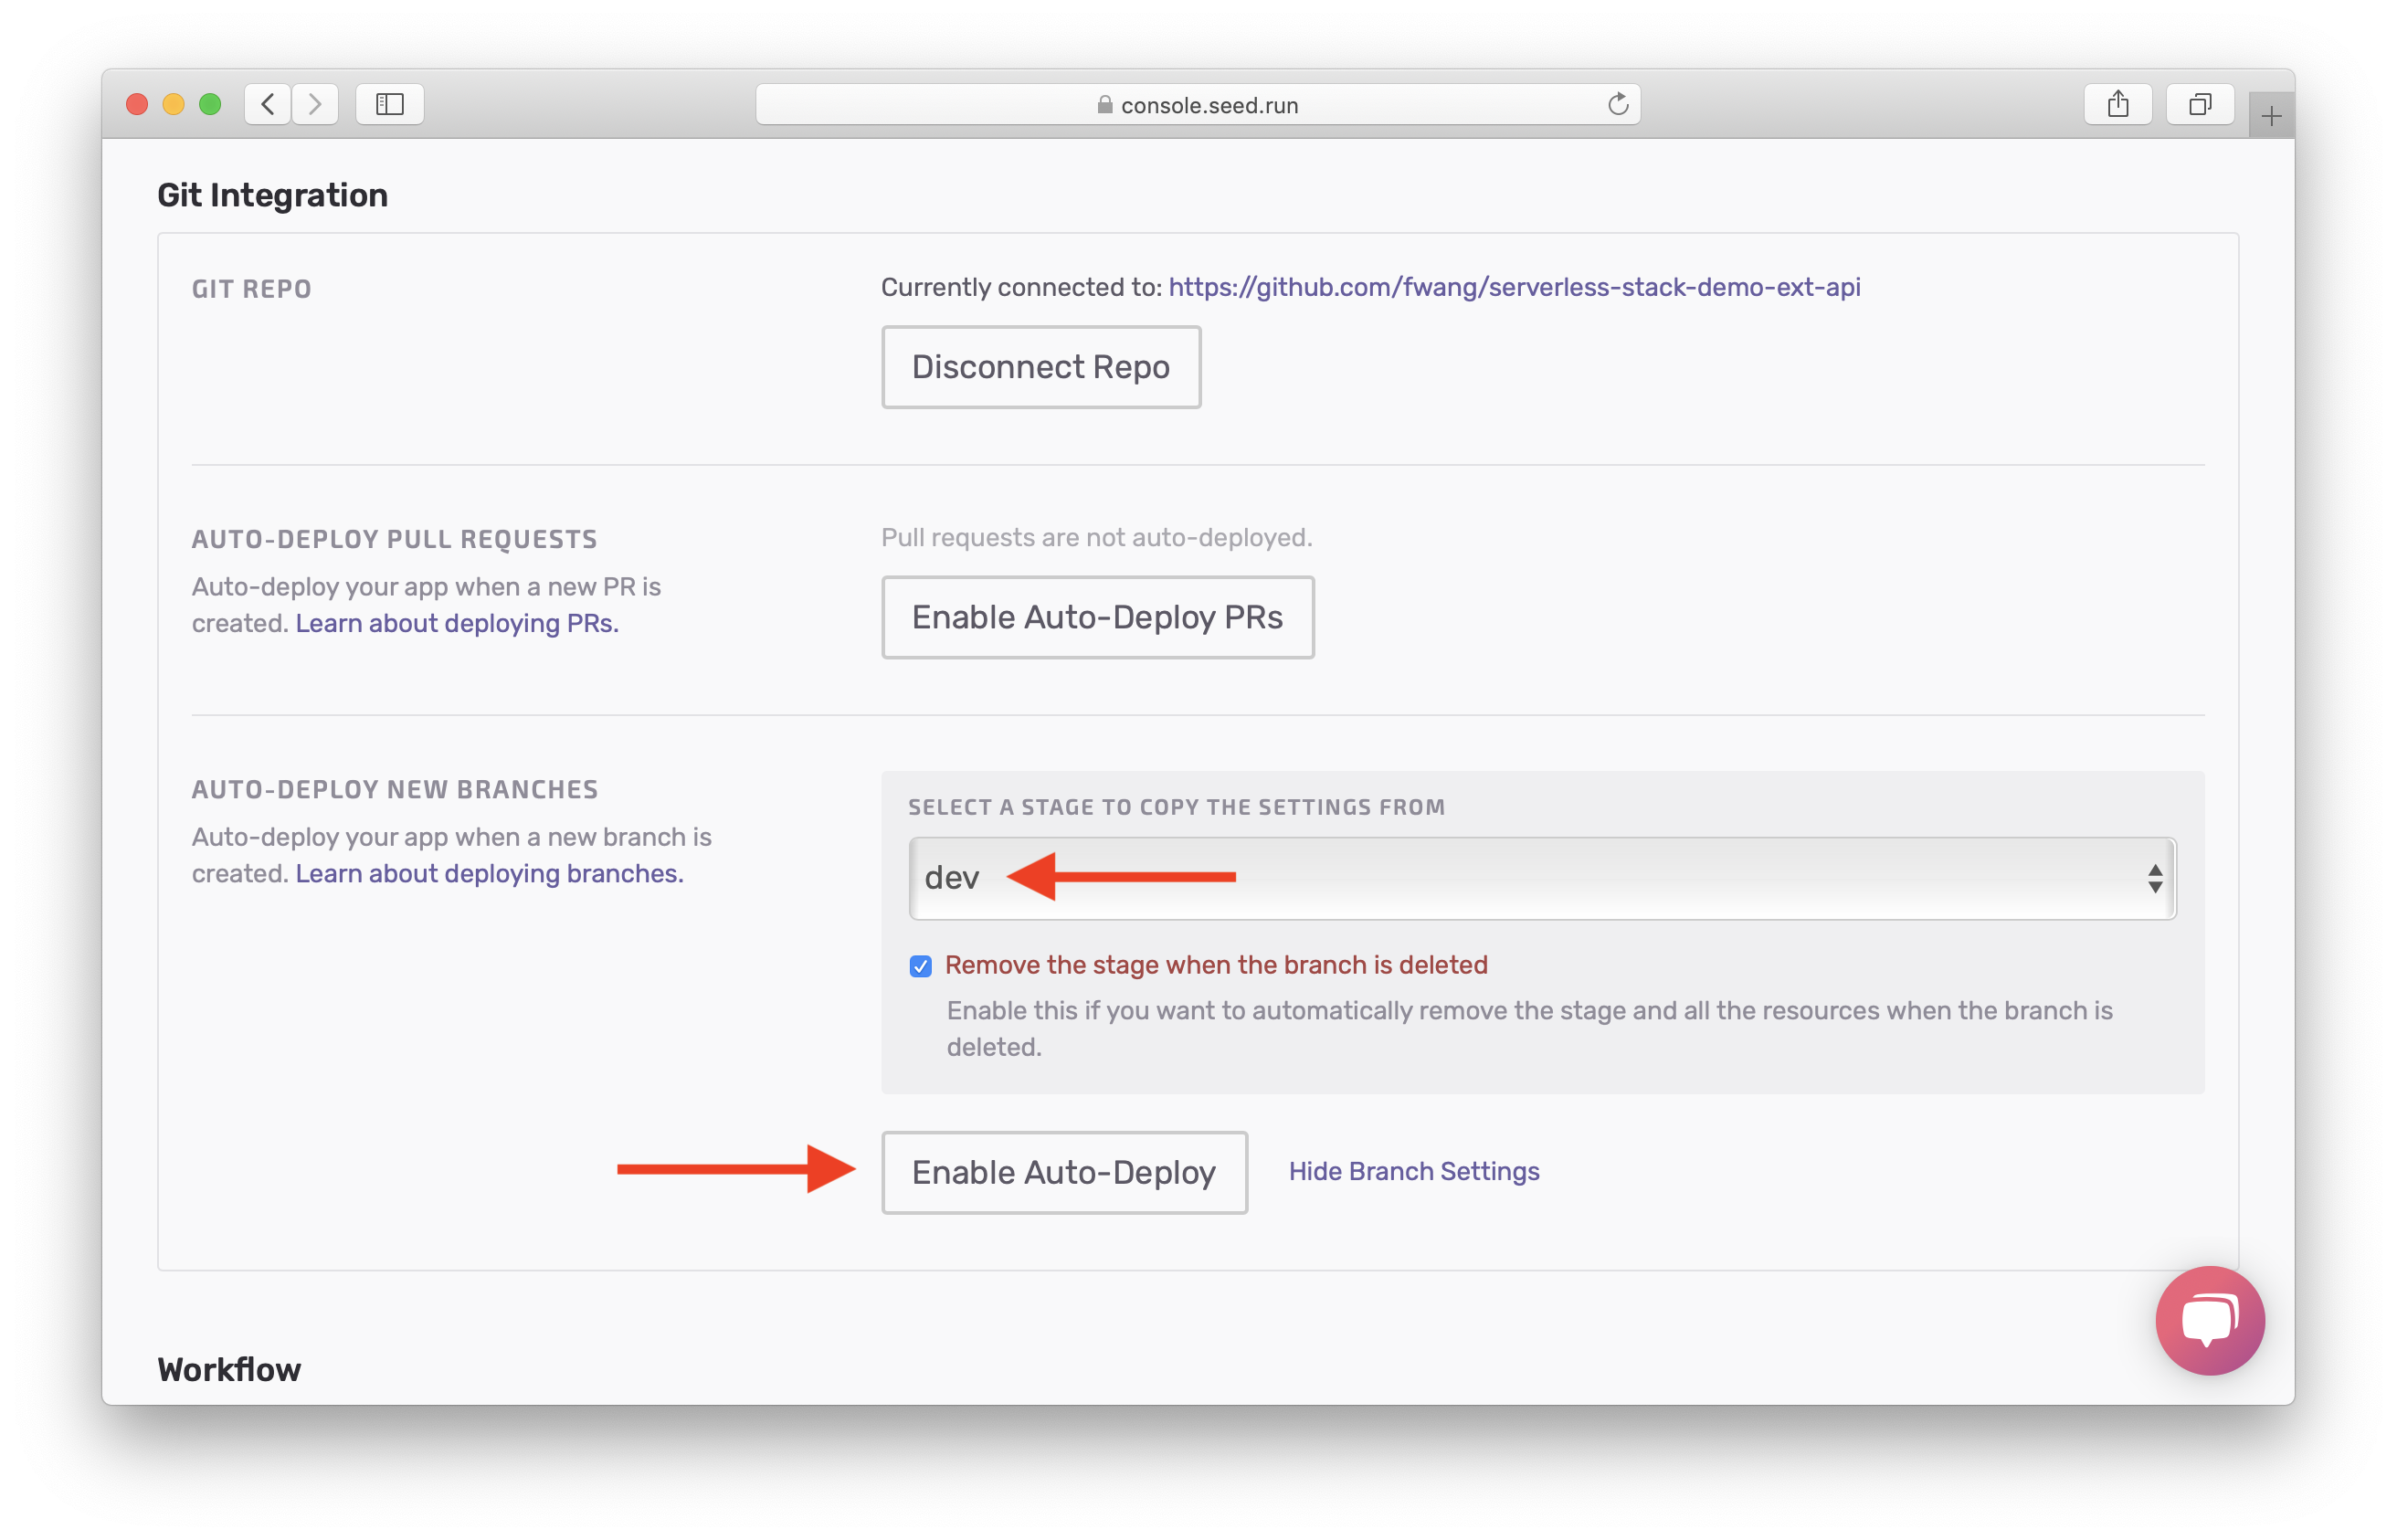 console.seed.run
Git Integration
GIT REPO
Currently connected to: https://github.com/fwang/serverless-stack-demo-ext-api
Disconnect Repo
AUTO-DEPLOY PULL REQUESTS
Auto-deploy your app when a new PR is
created. Learn about deploying PRs.
Pull requests are not auto-deployed.
Enable Auto-Deploy PRs
AUTO-DEPLOY NEW BRANCHES
Auto-deploy your app when a new branch is
created. Learn about deploying branches.
SELECT A STAGE TO COPY THE SETTINGS FROM
dev
Remove the stage when the branch is deleted
Enable this if you want to automatically remove the stage and all the resources when the branch is
deleted.
Enable Auto-Deploy
Hide Branch Settings
Workflow